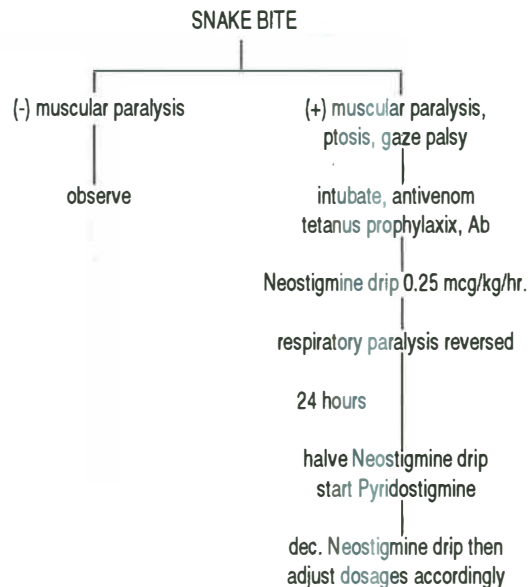 SNAKE BITE
(-) muscular paralysis
observe
(+) muscular paralysis,
ptosis, gaze palsy
intubate, antivenom
tetanus prophylaxix, Ab
Neostigmine drip 0.25 mcg/kg/hr.
respiratory paralysis reversed
24 hours
halve Neostigmine drip
start Pyridostigmine
dec. Neostigmine drip then
adjust dosages accordingly